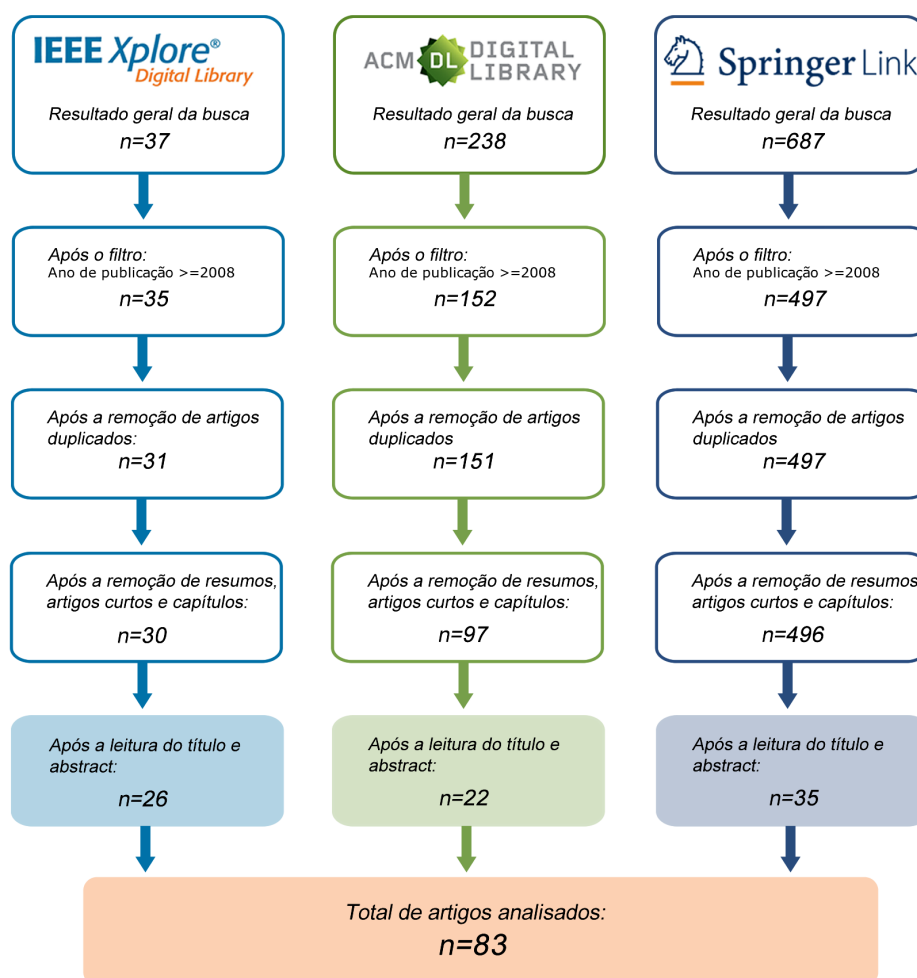 IEEE Xplore®
Digital Library
Resultado geral da busca
n=37
Após o filtro:
Ano de publicação >=2008
n=35
Após a remoção de artigos
duplicados:
n=31
Após a remoção de resumos,
artigos curtos e capítulos:
n=30
Após a leitura do título e
abstract:
n=26
ACM DL DIGITAL
LIBRARY
Resultado geral da busca
n=238
Após o filtro:
Ano de publicação >=2008
n=152
Após a remoção de artigos
duplicados
n=151
Após a remoção de resumos,
artigos curtos e capítulos:
n=97
Após a leitura do título e
abstract:
n=22
Springer Link
Resultado geral da busca
n=687
Após o filtro:
Ano de publicação >=2008
n=497
Após a remoção de artigos
duplicados
n=497
Após a remoção de resumos,
artigos curtos e capítulos:
n=496
Após a leitura do título e
abstract:
n=35
Total de artigos analisados:
n=83